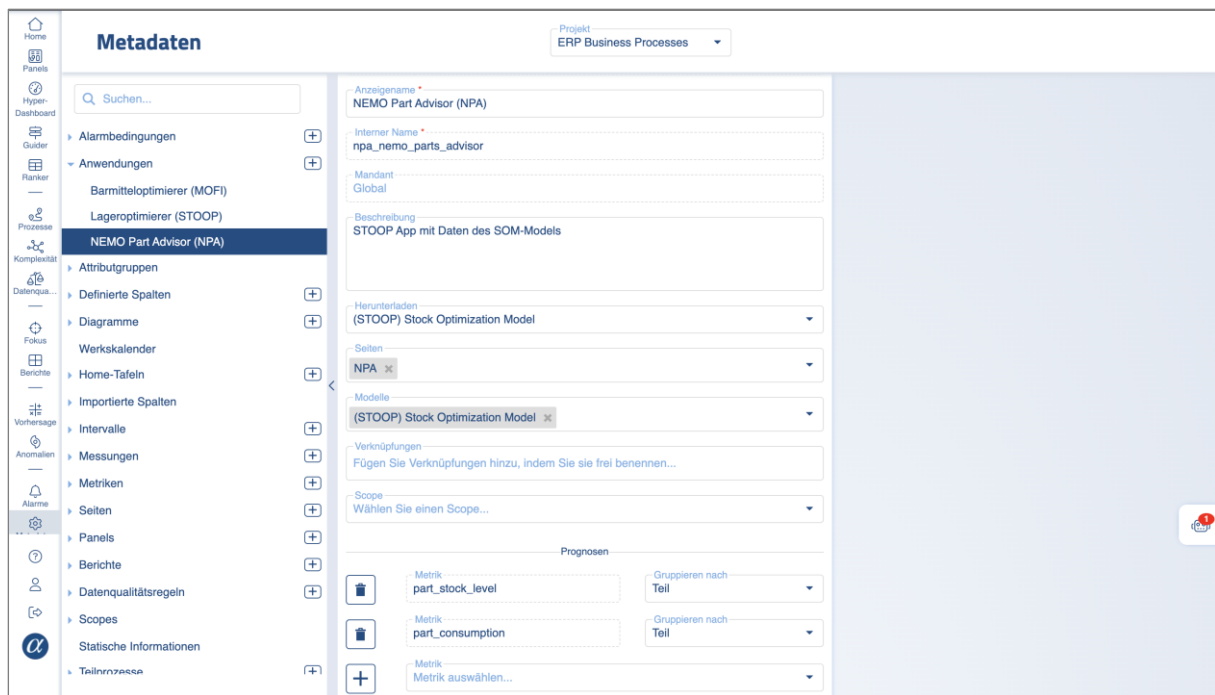 Home
Panels
Hyper-
Dashboard
Guider
Ranker
Prozesse
Komplexität
Datenqua...
Fokus
Berichte
Vorhersage
Anomalien
Alarme
α
Metadaten
Projekt
ERP Business Processes
Suchen...
Alarmbedingungen
Anwendungen
Barmitteloptimierer (MOFI)
Lageroptimierer (STOOP)
NEMO Part Advisor (NPA)
Attributgruppen
Definierte Spalten
Diagramme
Werkskalender
Home-Tafeln
Importierte Spalten
Intervalle
Messungen
Metriken
Seiten
Panels
Berichte
Datenqualitätsregeln
Scopes
Statische Informationen
Teilprozesse
Anzeigename *
NEMO Part Advisor (NPA)
Interner Name *
npa_nemo_parts_advisor
Mandant
Global
Beschreibung
STOOP App mit Daten des SOM-Models
Herunterladen
(STOOP) Stock Optimization Model
Seiten
NPA
Modelle
(STOOP) Stock Optimization Model
Verknüpfungen
Fügen Sie Verknüpfungen hinzu, indem Sie sie frei benennen...
Scope
Wählen Sie einen Scope...
Prognosen
Metrik
part_stock_level
Gruppieren nach
Teil
Metrik
part_consumption
Gruppieren nach
Teil
Metrik
Metrik auswählen...
1